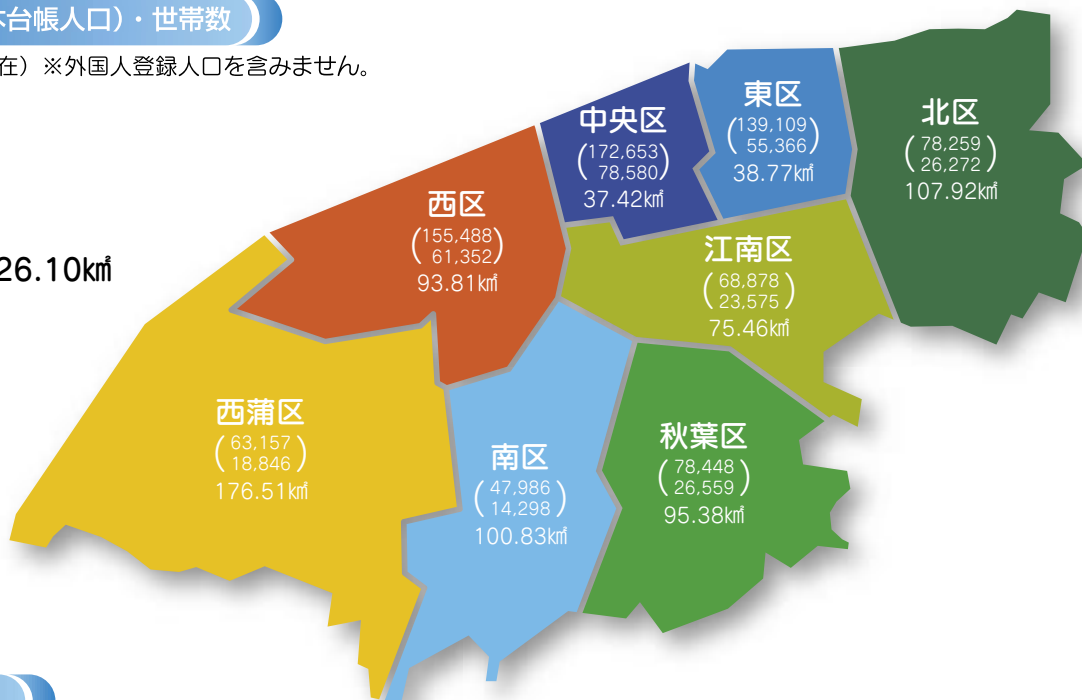 本台帳人口）・世帯数
在）※外国人登録人口を含みません。
26.10k㎡
中央区
(172,653
78,580)
37.42k㎡
東区
(139,109
55,366)
38.77k㎡
北区
(78,259
26,272)
107.92k㎡
西区
(155,488
61,352)
93.81k㎡
江南区
(68,878
23,575)
75.46k㎡
西蒲区
(63,157
18,846)
176.51k㎡
南区
(47,986
14,298)
100.83k㎡
秋葉区
(78,448
26,559)
95.38k㎡